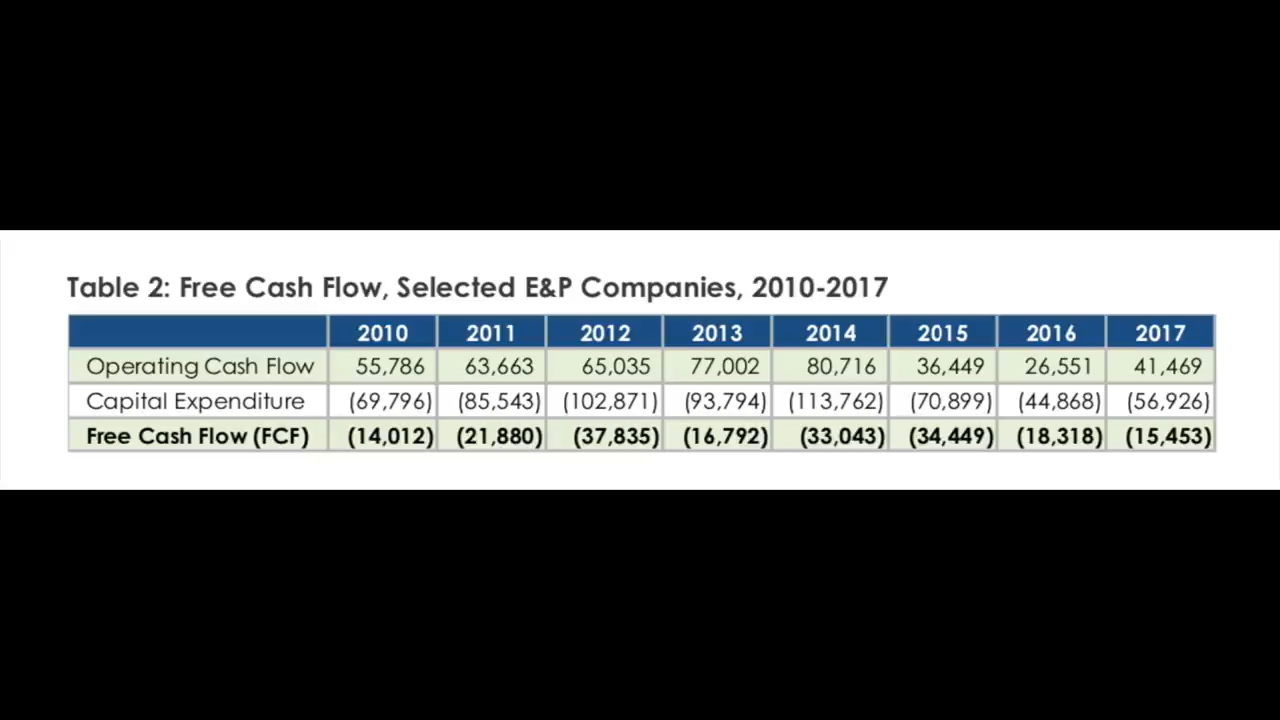 Table 2: Free Cash Flow, Selected E&P Companies, 2010-2017
2010 2011 2012 2013 2014 2015 2016 2017
Operating Cash Flow 55,786 63,663 65,035 77,002 80,716 36,449 26,551 41,469
Capital Expenditure (69,796) (85,543) (102,871) (93,794) (113,762) (70,899) (44,868) (56,926)
Free Cash Flow (FCF) (14,012) (21,880) (37,835) (16,792) (33,043) (34,449) (18,318) (15,453)